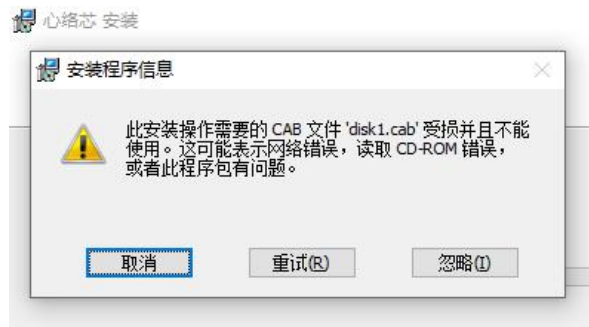 心络芯 安装
安装程序信息
此安装操作需要的 CAB 文件 'disk1.cab' 受损并且不能
使用。这可能表示网络错误，读取 CD-ROM 错误，
或者此程序包有问题。
取消
重试(R)
忽略(I)